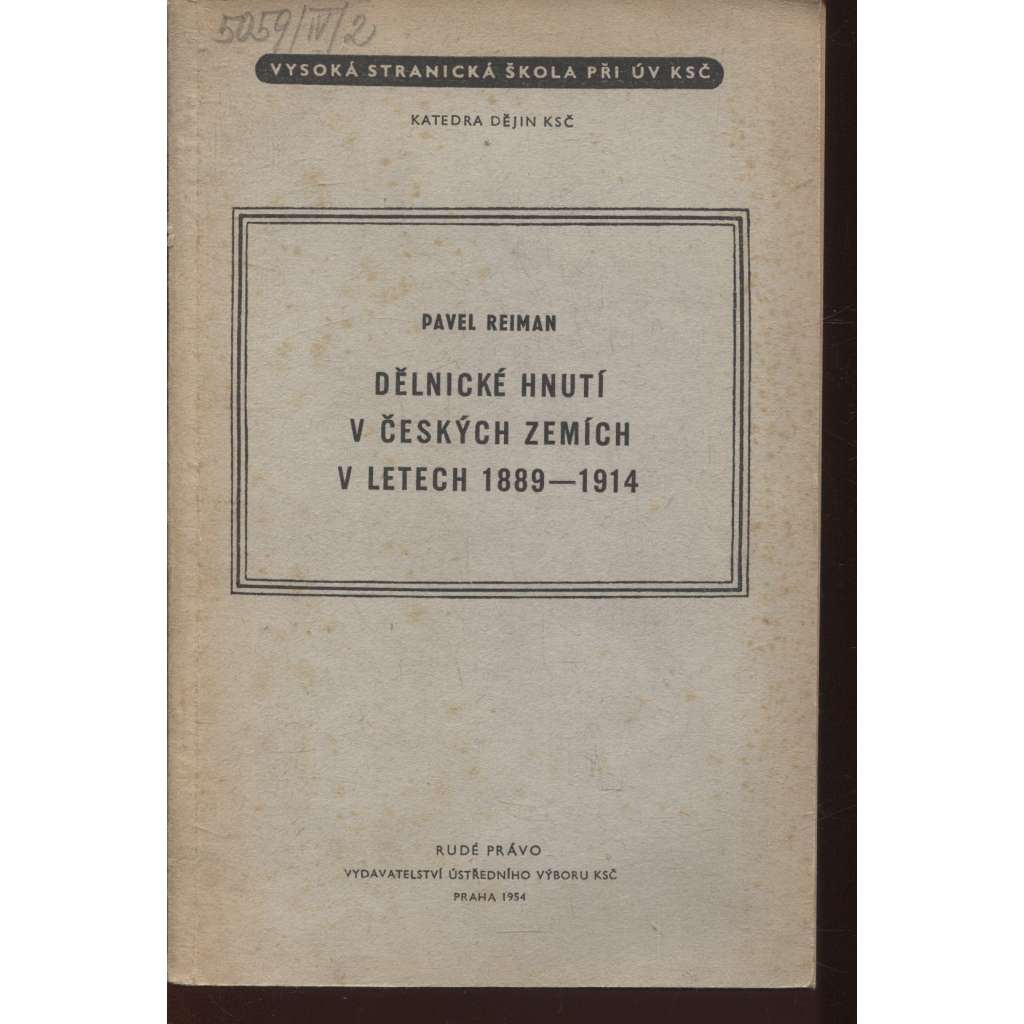 5059/IV/2
VYSOKÁ STRANICKÁ ŠKOLA PŘI ÚV KSČ
KATEDRA DĚJIN KSČ
PAVEL REIMAN
DĚLNICKÉ HNUTÍ
V ČESKÝCH ZEMÍCH
V LETECH 1889—1914
RUDÉ PRÁVO
VYDAVATELSTVÍ ÚSTŘEDNÍHO VÝBORU KSČ
PRAHA 1954